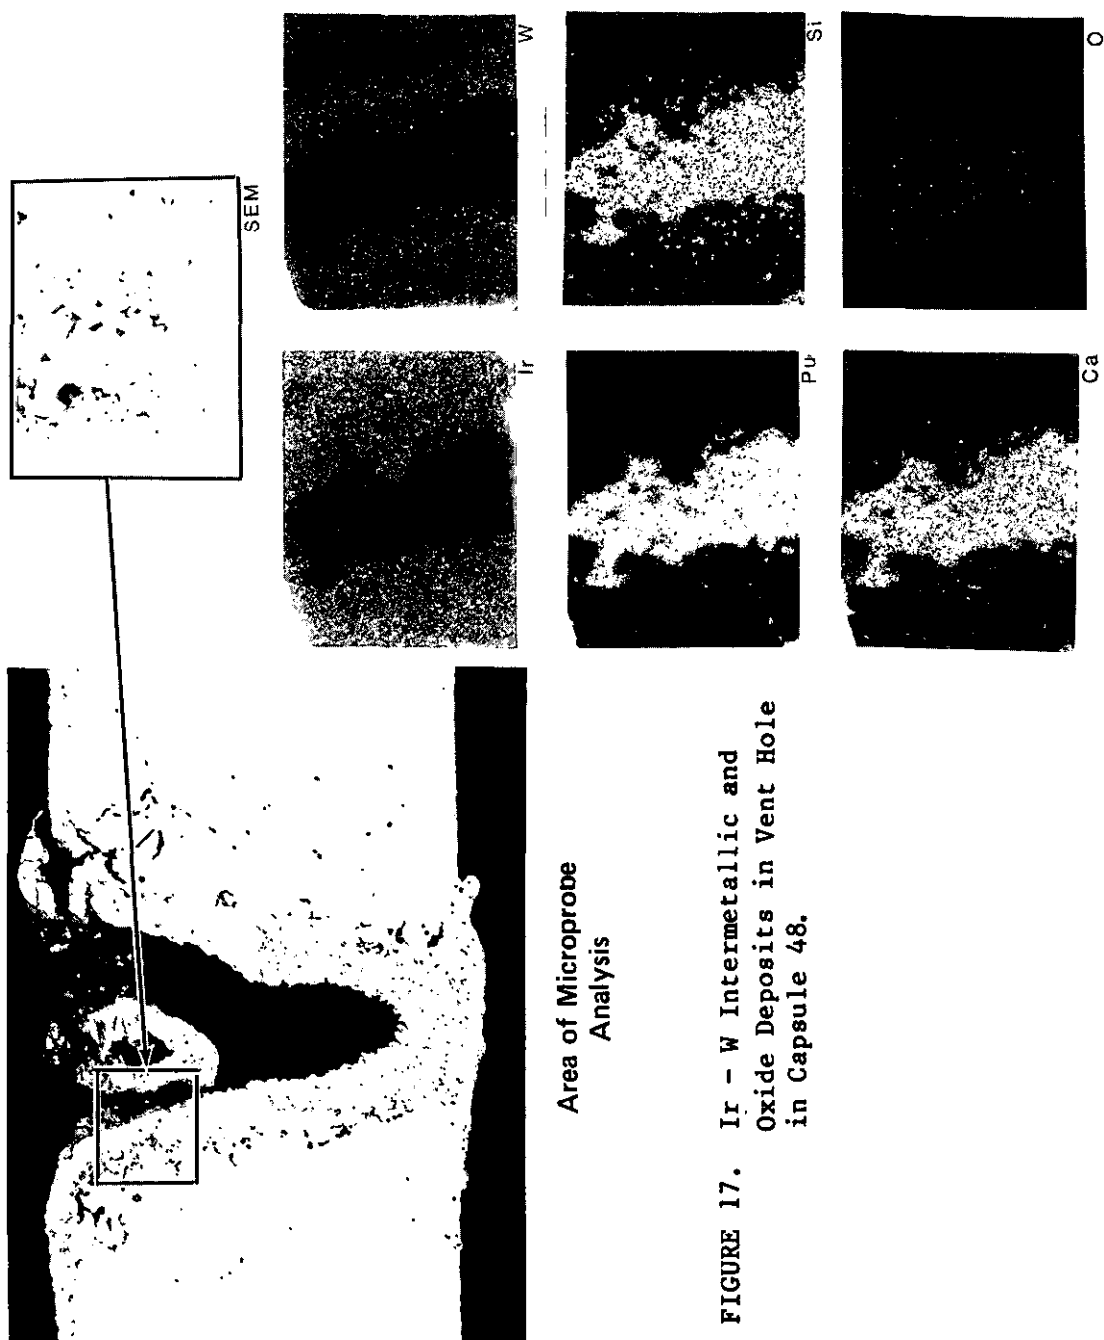 SEM
Ir
W
Pu
Si
Ca
O
Area of Microprobe
Analysis
FIGURE 17. Ir - W Intermetallic and
Oxide Deposits in Vent Hole
in Capsule 48.